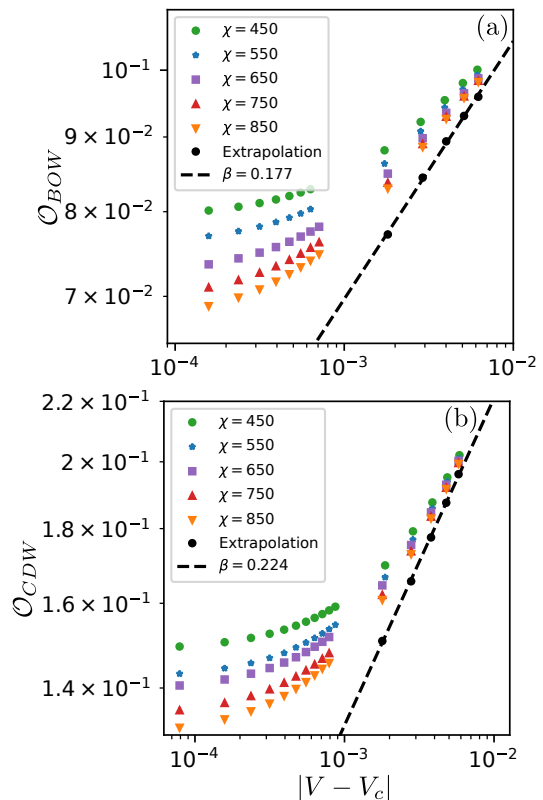 (a)
10⁻¹
9 × 10⁻²
8 × 10⁻²
7 × 10⁻²
𝒪_BOW
χ = 450
χ = 550
χ = 650
χ = 750
χ = 850
Extrapolation
β = 0.177
10⁻⁴ 10⁻³ 10⁻²
(b)
2.2 × 10⁻¹
2 × 10⁻¹
1.8 × 10⁻¹
1.6 × 10⁻¹
1.4 × 10⁻¹
𝒪_CDW
χ = 450
χ = 550
χ = 650
χ = 750
χ = 850
Extrapolation
β = 0.224
10⁻⁴ 10⁻³ 10⁻²
|V − V_c|